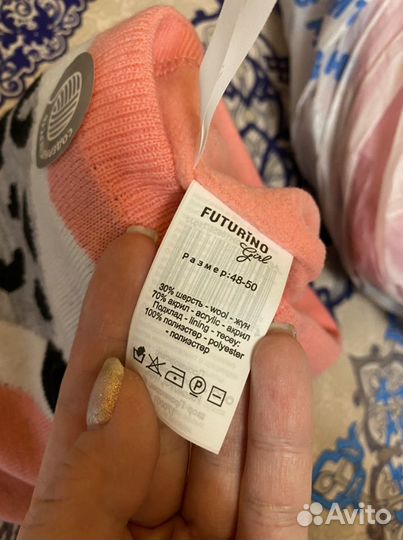 FUTURINO
Girl
Размер:48-50
30% шерсть - wool - жүн
70% акрил - acrylic - акрил
Подклад - lining - тесеу:
100% полиэстер - polyester
- полиэстер
Avito